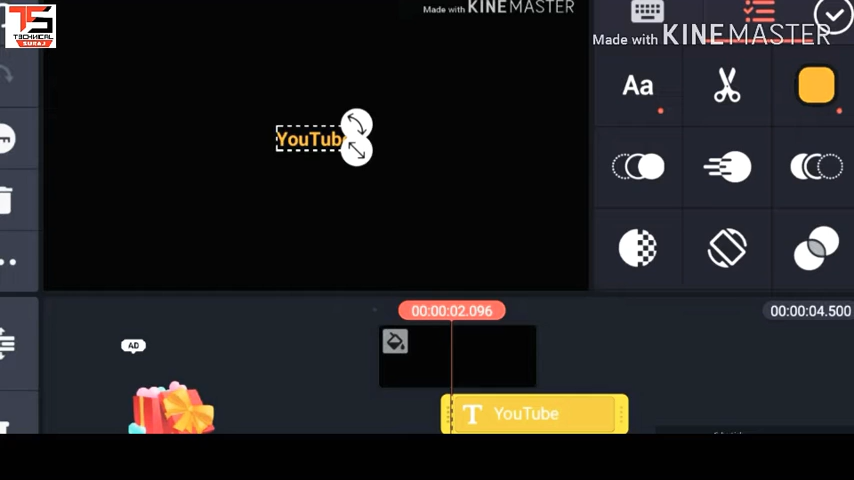 Made with KINEMASTER
Made with KINEMASTER
TS
TECHNICAL
SURAJ
Aa
YouTube
00:00:02.096
00:00:04.500
AD
T YouTube